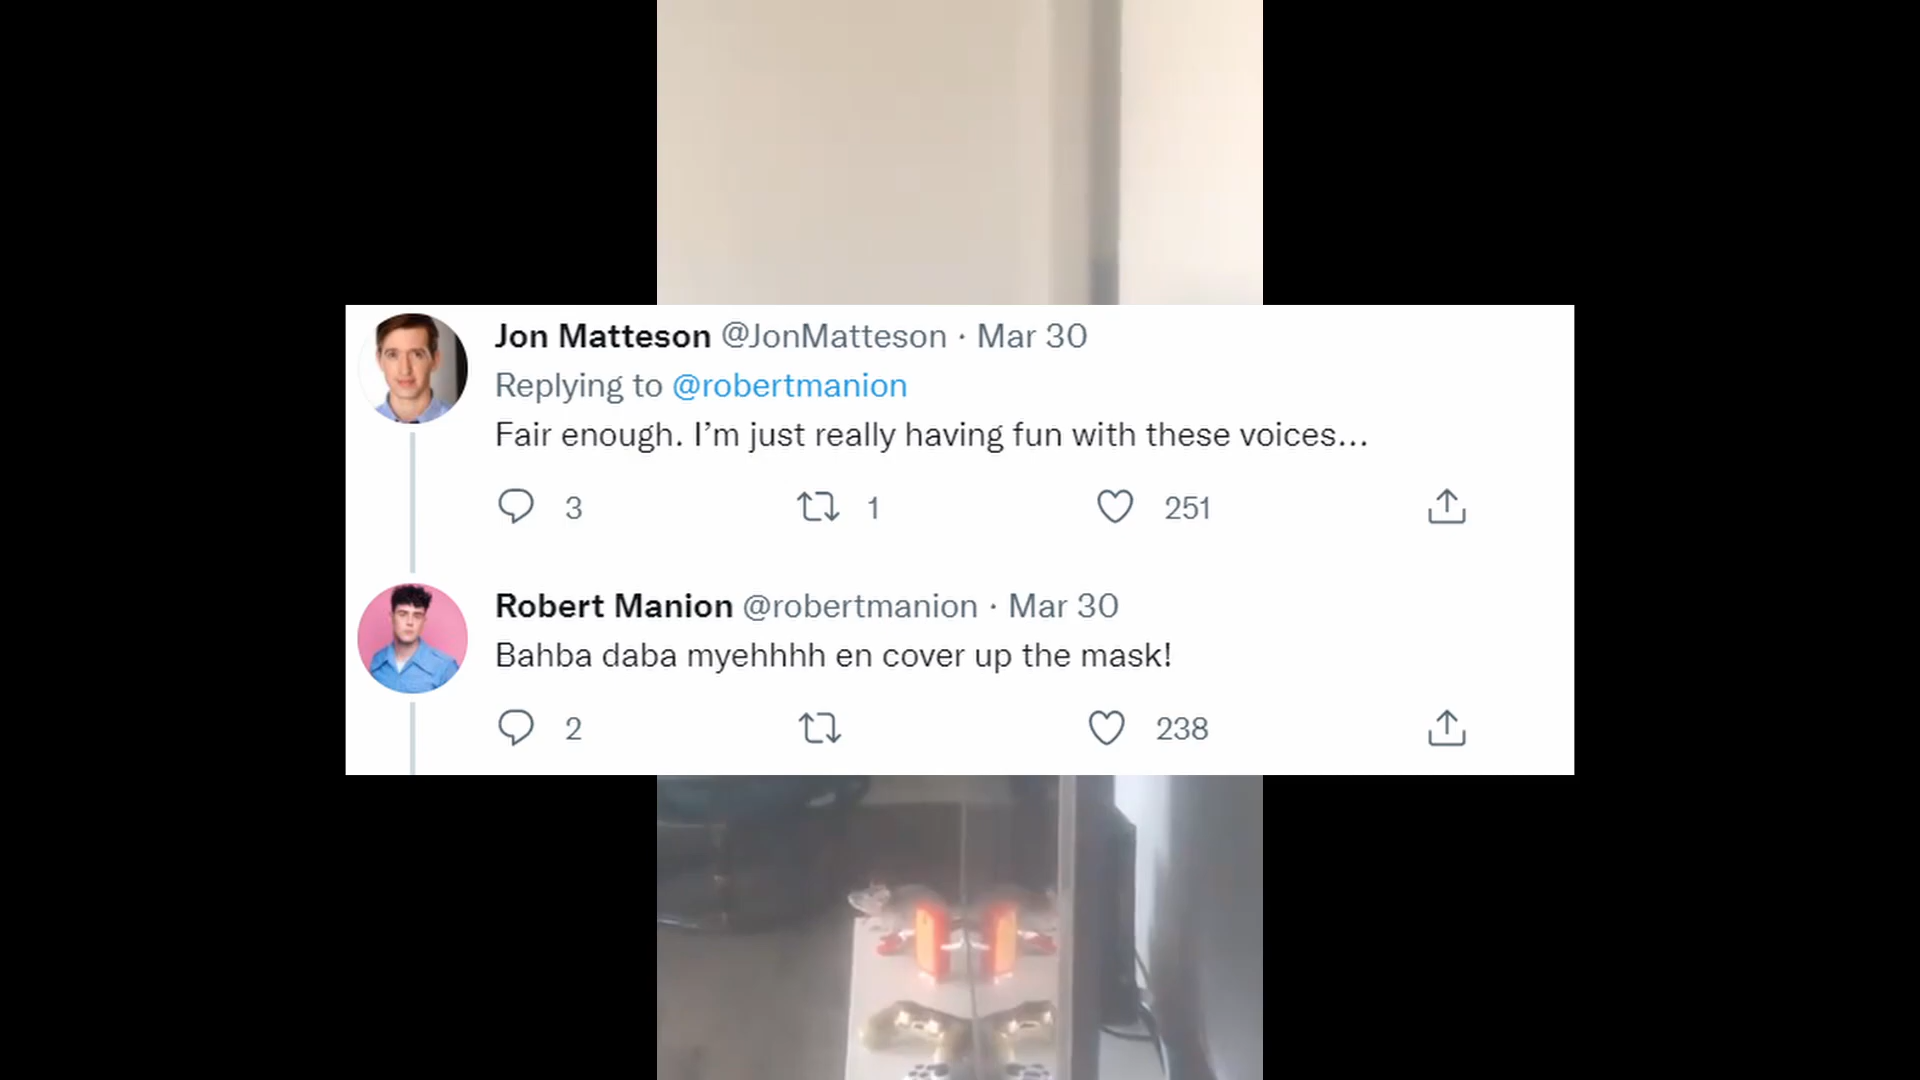 Jon Matteson @JonMatteson · Mar 30
Replying to @robertmanion
Fair enough. I’m just really having fun with these voices…
3 1 251
Robert Manion @robertmanion · Mar 30
Bahba daba myehhhh en cover up the mask!
2 238